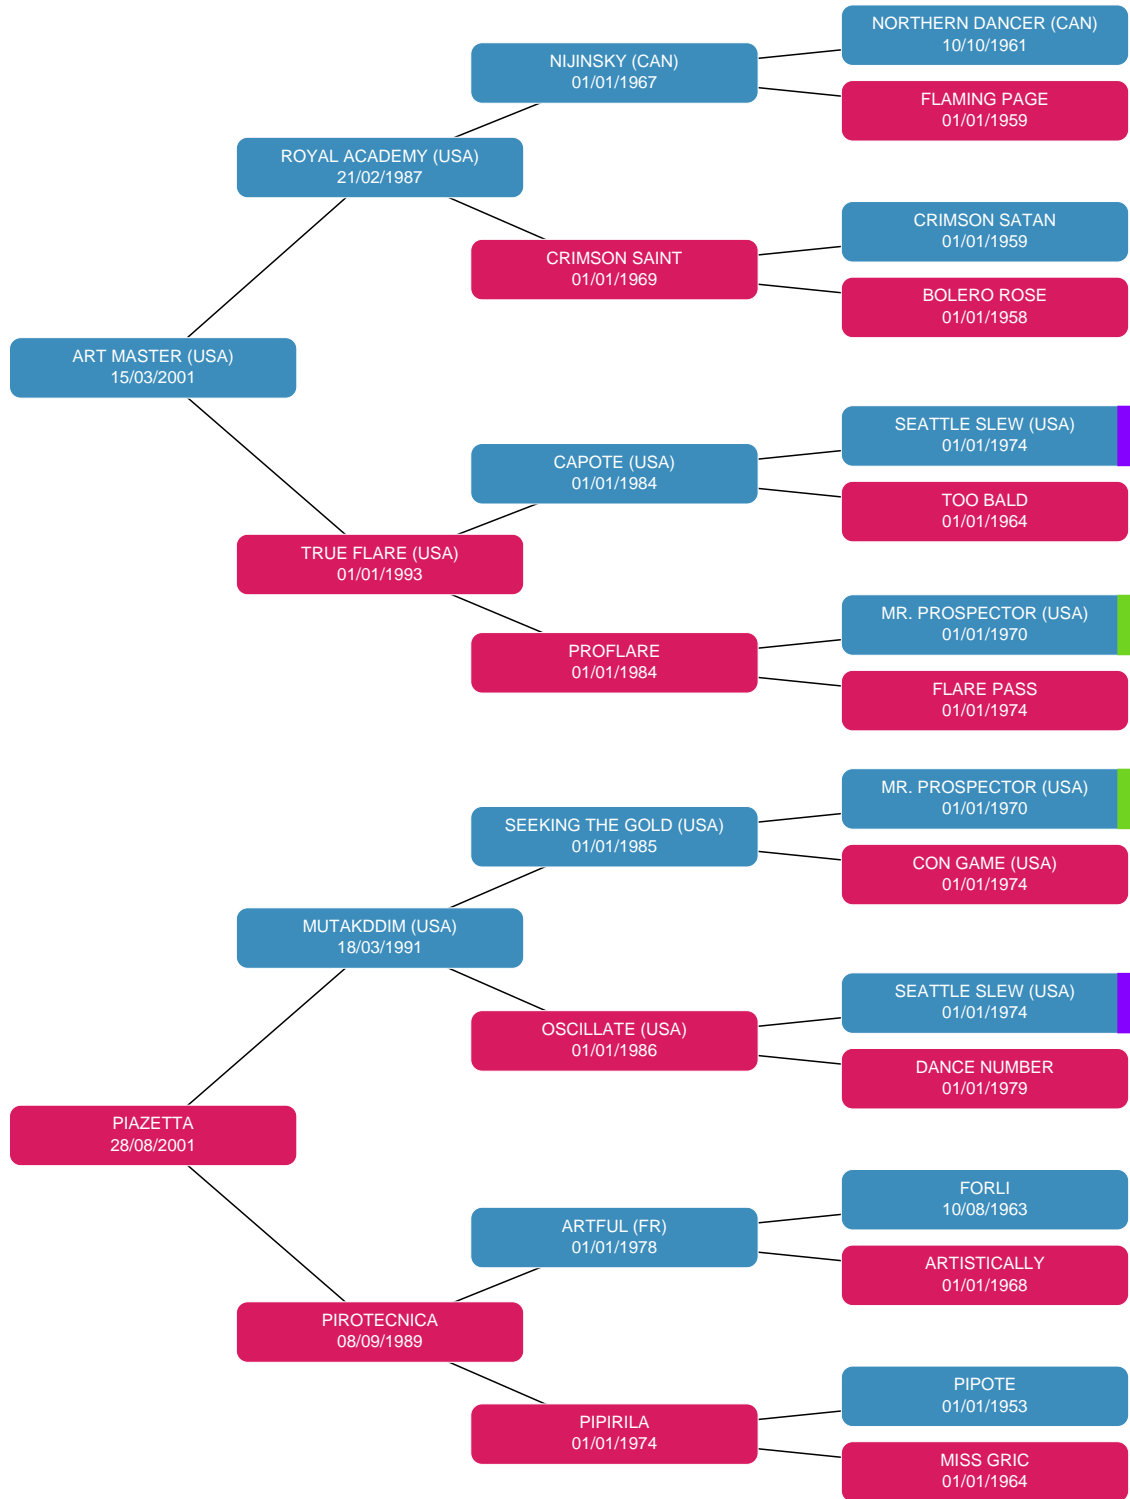 NORTHERN DANCER (CAN)
10/10/1961
NIJINSKY (CAN)
01/01/1967
FLAMING PAGE
01/01/1959
ROYAL ACADEMY (USA)
21/02/1987
CRIMSON SATAN
01/01/1959
CRIMSON SAINT
01/01/1969
BOLERO ROSE
01/01/1958
ART MASTER (USA)
15/03/2001
SEATTLE SLEW (USA)
01/01/1974
CAPOTE (USA)
01/01/1984
TOO BALD
01/01/1964
TRUE FLARE (USA)
01/01/1993
MR. PROSPECTOR (USA)
01/01/1970
PROFLARE
01/01/1984
FLARE PASS
01/01/1974
MR. PROSPECTOR (USA)
01/01/1970
SEEKING THE GOLD (USA)
01/01/1985
CON GAME (USA)
01/01/1974
MUTAKDDIM (USA)
18/03/1991
SEATTLE SLEW (USA)
01/01/1974
OSCILLATE (USA)
01/01/1986
DANCE NUMBER
01/01/1979
PIAZETTA
28/08/2001
FORLI
10/08/1963
ARTFUL (FR)
01/01/1978
ARTISTICALLY
01/01/1968
PIROTECNICA
08/09/1989
PIPOTE
01/01/1953
PIPIRILA
01/01/1974
MISS GRIC
01/01/1964